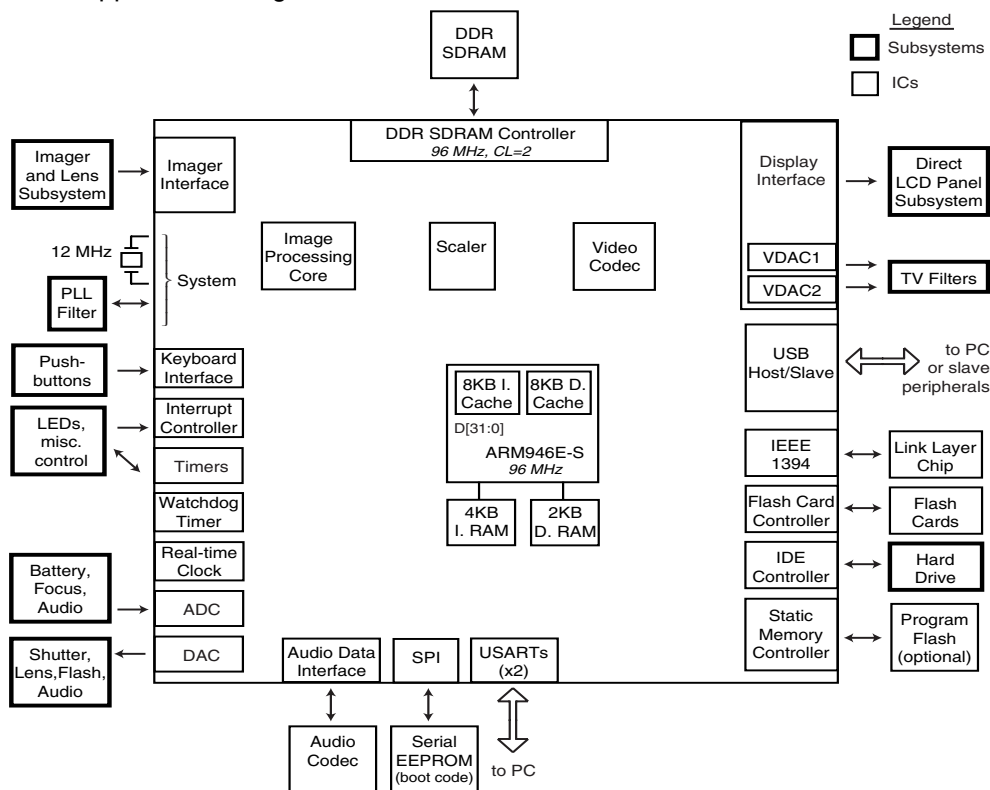 DDR
SDRAM
Legend
Subsystems
ICs
DDR SDRAM Controller
96 MHz, CL=2
Imager
and Lens
Subsystem
Imager
Interface
Display
Interface
Direct
LCD Panel
Subsystem
12 MHz
System
PLL
Filter
Image
Processing
Core
Scaler
Video
Codec
VDAC1
VDAC2
TV Filters
Push-
buttons
Keyboard
Interface
USB
Host/Slave
to PC
or slave
peripherals
LEDs,
misc.
control
Interrupt
Controller
Timers
Watchdog
Timer
Real-time
Clock
8KB I.
Cache
8KB D.
Cache
D[31:0]
ARM946E-S
96 MHz
4KB
I. RAM
2KB
D. RAM
IEEE
1394
Link Layer
Chip
Flash Card
Controller
Flash
Cards
IDE
Controller
Hard
Drive
Static
Memory
Controller
Program
Flash
(optional)
Battery,
Focus,
Audio
ADC
Shutter,
Lens,Flash,
Audio
DAC
Audio Data
Interface
SPI
USARTs
(x2)
Audio
Codec
Serial
EEPROM
(boot code)
to PC